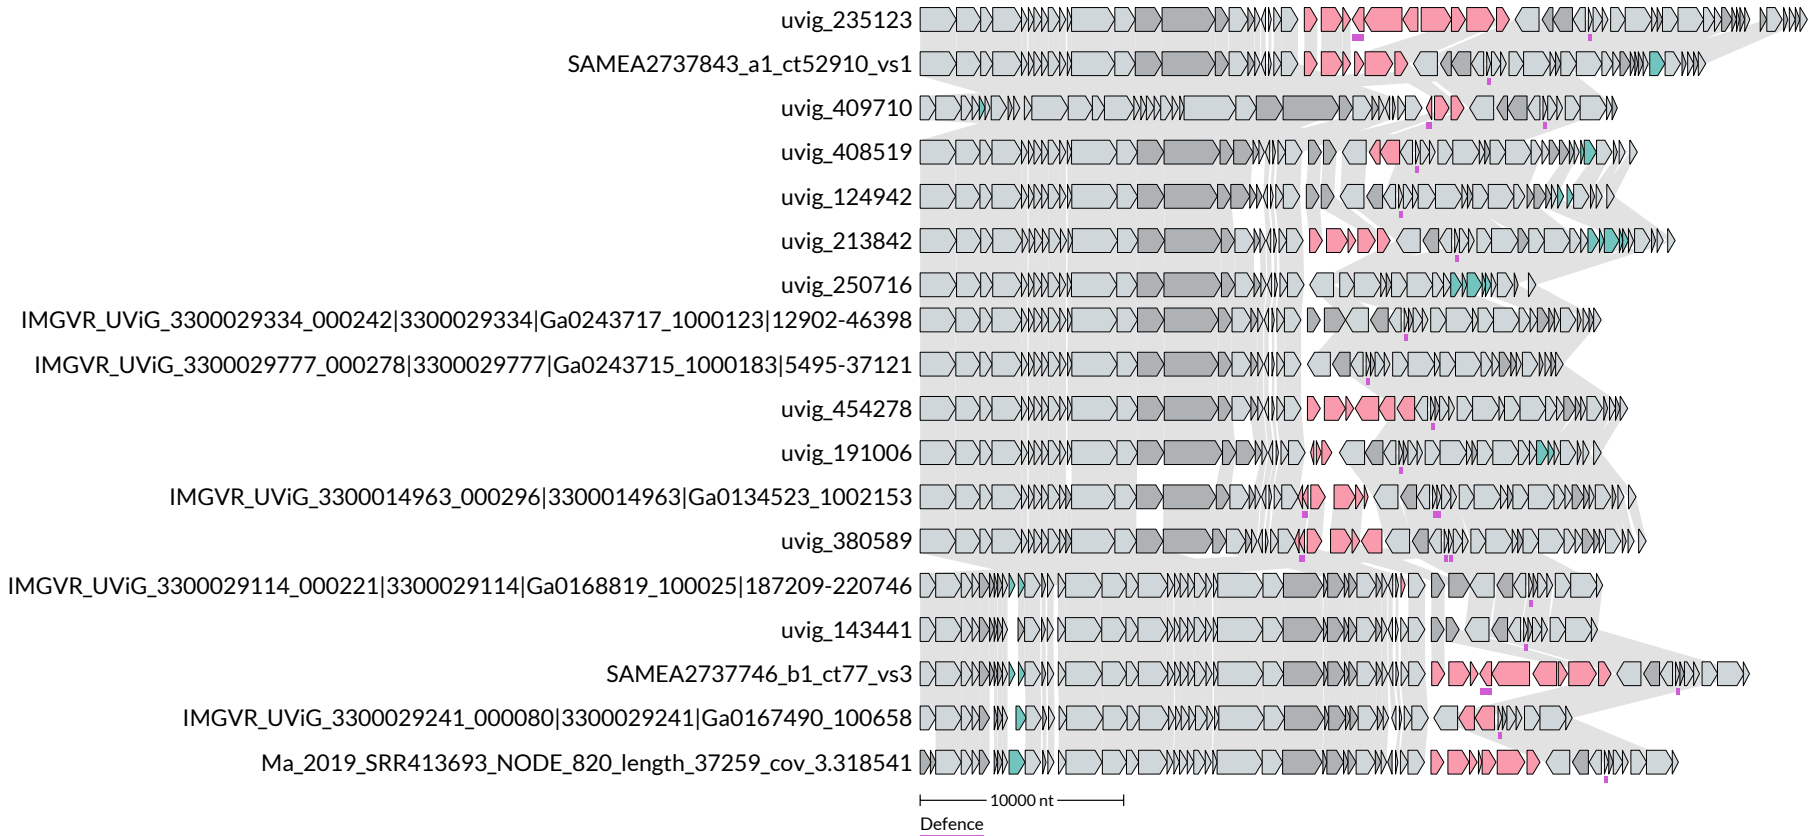 uvig_235123
SAMEA2737843_a1_ct52910_vs1
uvig_409710
uvig_408519
uvig_124942
uvig_213842
uvig_250716
IMGVR_UViG_3300029334_000242|3300029334|Ga0243717_1000123|12902-46398
IMGVR_UViG_3300029777_000278|3300029777|Ga0243715_1000183|5495-37121
uvig_454278
uvig_191006
IMGVR_UViG_3300014963_000296|3300014963|Ga0134523_1002153
uvig_380589
IMGVR_UViG_3300029114_000221|3300029114|Ga0168819_100025|187209-220746
uvig_143441
SAMEA2737746_b1_ct77_vs3
IMGVR_UViG_3300029241_000080|3300029241|Ga0167490_100658
Ma_2019_SRR413693_NODE_820_length_37259_cov_3.318541
10000 nt
Defence